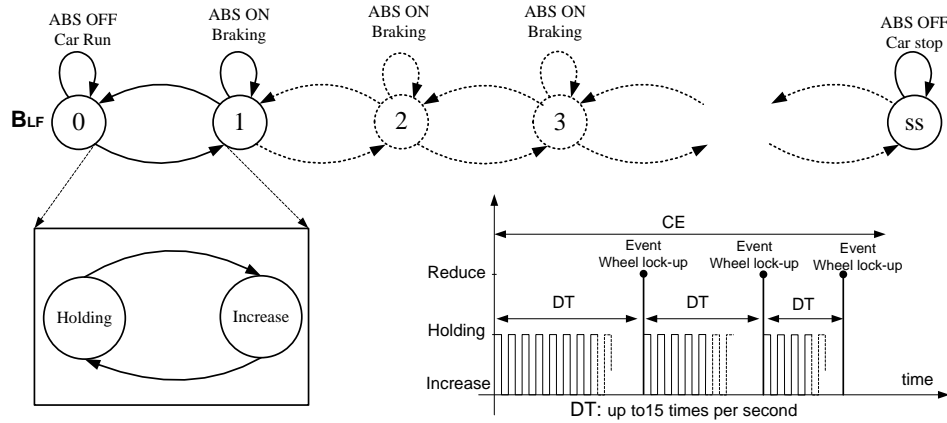 ABS OFF
Car Run
ABS ON
Braking
ABS ON
Braking
ABS ON
Braking
ABS OFF
Car stop
BLF
0
1
2
3
ss
Holding
Increase
CE
Event
Wheel lock-up
Event
Wheel lock-up
Event
Wheel lock-up
Reduce
DT
DT
DT
Holding
Increase
time
DT: up to15 times per second